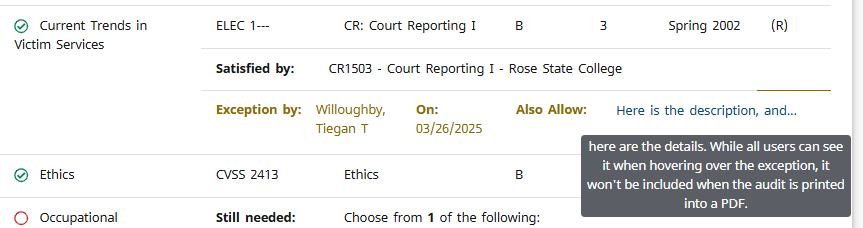 Current Trends in ELEC 1--- CR: Court Reporting I B 3 Spring 2002 (R)
Victim Services
Satisfied by: CR1503 - Court Reporting I - Rose State College
Exception by: Willoughby, On: Also Allow: Here is the description, and...
Tiegan T 03/26/2025
here are the details. While all users can see
it when hovering over the exception, it
won't be included when the audit is printed
into a PDF.
Ethics CVSS 2413 Ethics B
Occupational Still needed: Choose from 1 of the following: